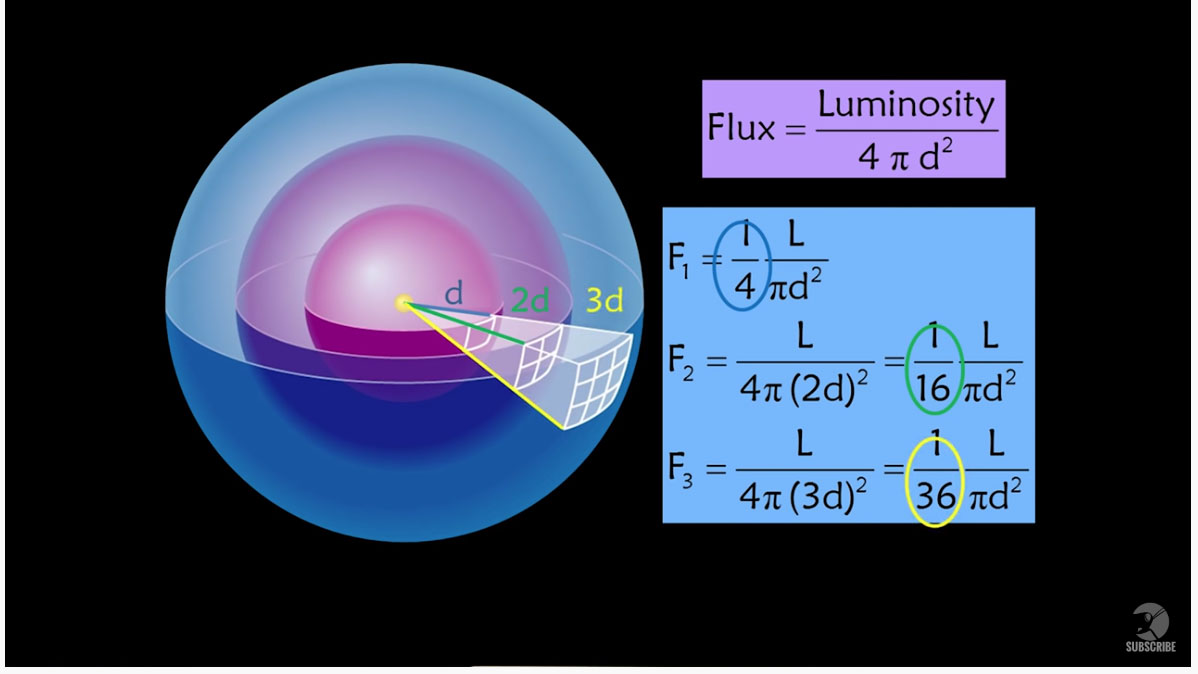 Flux = Luminosity / 4 π d²
d 2d 3d
F₁ = 1/4 L/πd²
F₂ = L / 4π (2d)² = 1/16 L/πd²
F₃ = L / 4π (3d)² = 1/36 L/πd²
SUBSCRIBE